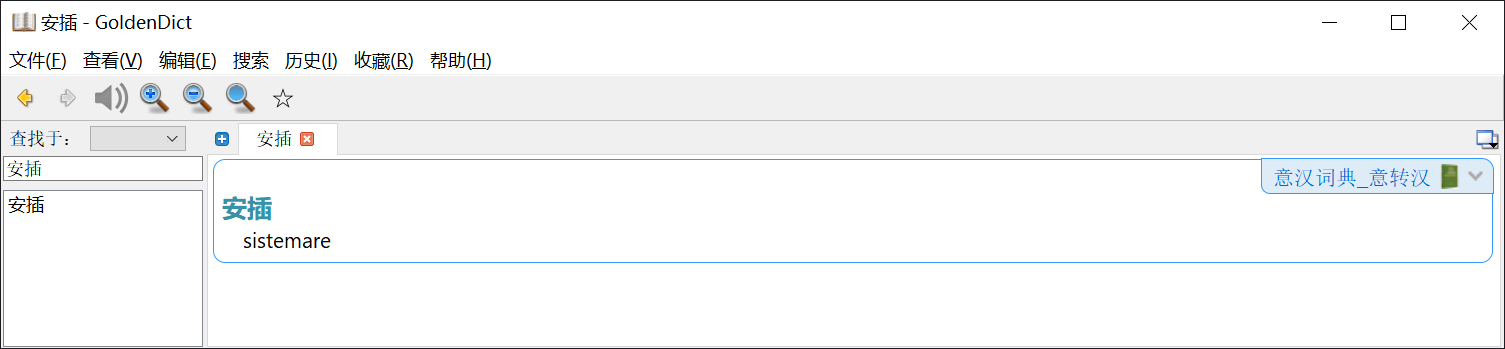 安插 - GoldenDict
文件(F) 查看(V) 编辑(E) 搜索 历史(I) 收藏(R) 帮助(H)
查找于：
安插
安插
安插
意汉词典_意转汉
安插
sistemare